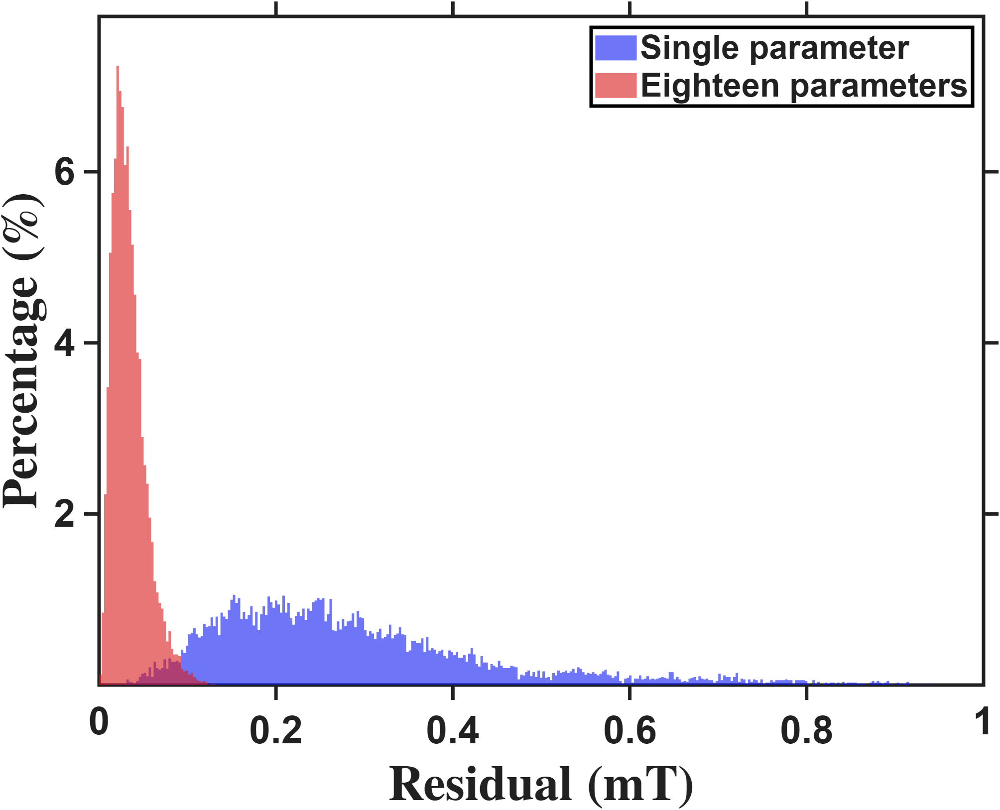 Single parameter
Eighteen parameters
Percentage (%)
6
4
2
0
0.2
0.4
0.6
0.8
1
Residual (mT)